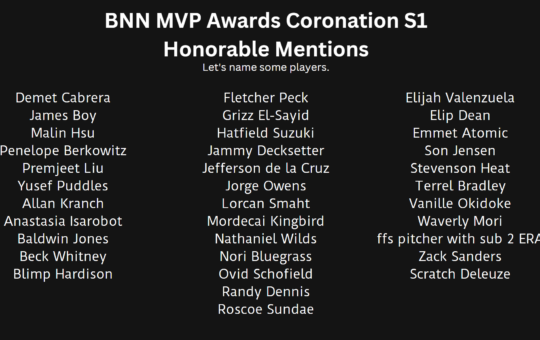 BNN MVP Awards Coronation S1
Honorable Mentions
Let's name some players.
Demet Cabrera
James Boy
Malin Hsu
Penelope Berkowitz
Premjeet Liu
Yusef Puddles
Allan Kranch
Anastasia Isarobot
Baldwin Jones
Beck Whitney
Blimp Hardison
Fletcher Peck
Grizz El-Sayid
Hatfield Suzuki
Jammy Decksetter
Jefferson de la Cruz
Jorge Owens
Lorcan Smaht
Mordecai Kingbird
Nathaniel Wilds
Nori Bluegrass
Ovid Schofield
Randy Dennis
Roscoe Sundae
Elijah Valenzuela
Elip Dean
Emmet Atomic
Son Jensen
Stevenson Heat
Terrel Bradley
Vanille Okidoke
Waverly Mori
ffs pitcher with sub 2 ERA
Zack Sanders
Scratch Deleuze